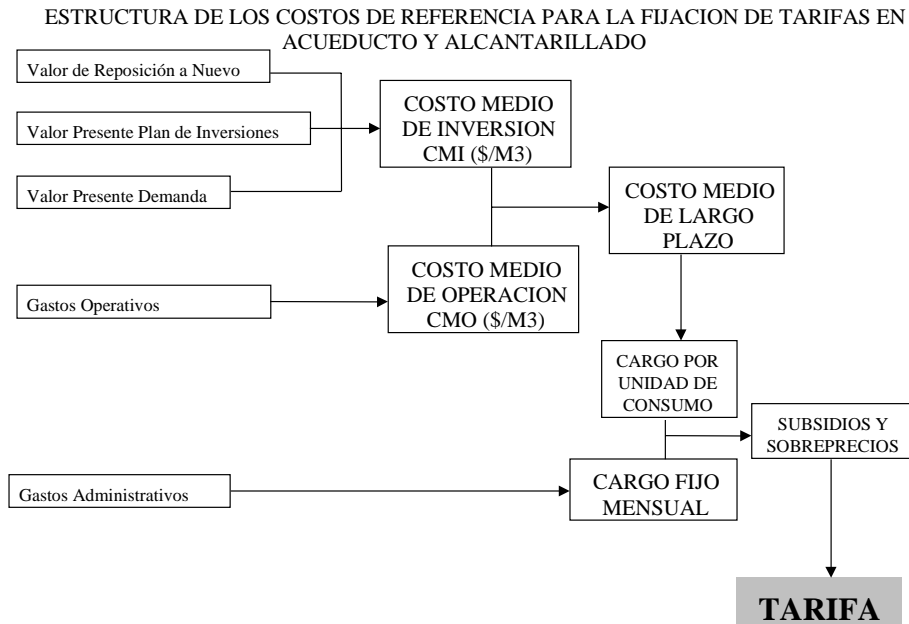 ESTRUCTURA DE LOS COSTOS DE REFERENCIA PARA LA FIJACION DE TARIFAS EN
ACUEDUCTO Y ALCANTARILLADO
Valor de Reposición a Nuevo
Valor Presente Plan de Inversiones
Valor Presente Demanda
COSTO MEDIO
DE INVERSION
CMI ($/M3)
COSTO MEDIO
DE LARGO
PLAZO
Gastos Operativos
COSTO MEDIO
DE OPERACION
CMO ($/M3)
CARGO POR
UNIDAD DE
CONSUMO
SUBSIDIOS Y
SOBREPRECIOS
Gastos Administrativos
CARGO FIJO
MENSUAL
TARIFA